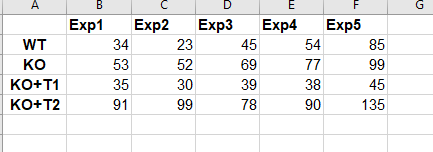 A B C D E F G
Exp1 Exp2 Exp3 Exp4 Exp5
WT 34 23 45 54 85
KO 53 52 69 77 99
KO+T1 35 30 39 38 45
KO+T2 91 99 78 90 135